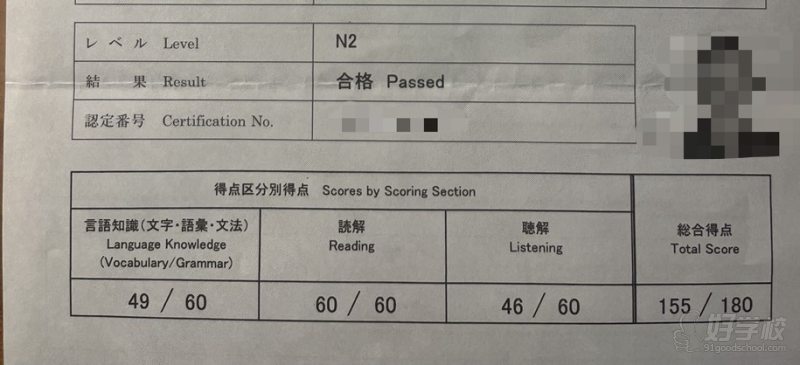 レベル Level N2
結果 Result 合格 Passed
認定番号 Certification No.
得点区分別得点 Scores by Scoring Section
言語知識(文字・語彙・文法)
Language Knowledge
(Vocabulary/Grammar)
読解
Reading
聴解
Listening
総合得点
Total Score
49 / 60
60 / 60
46 / 60
155 / 180
好学校
91goodschool.com